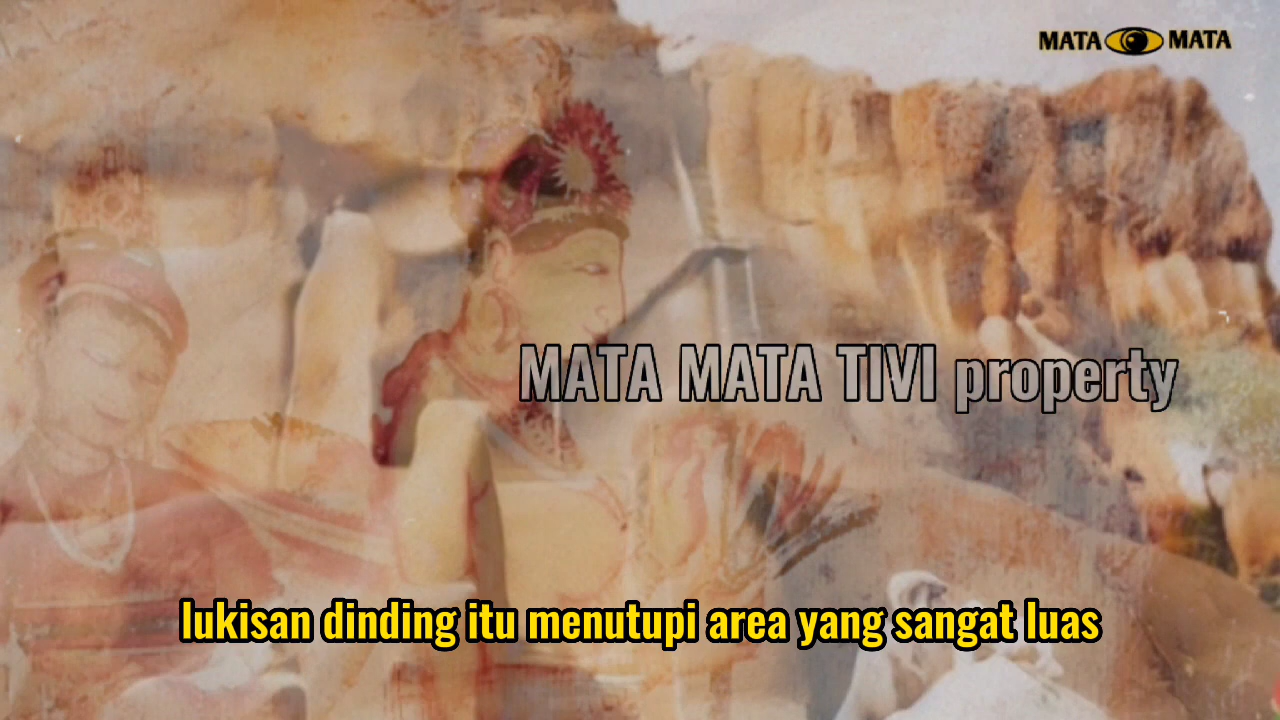 MATA MATA
MATA MATA TIVI property
lukisan dinding itu menutupi area yang sangat luas